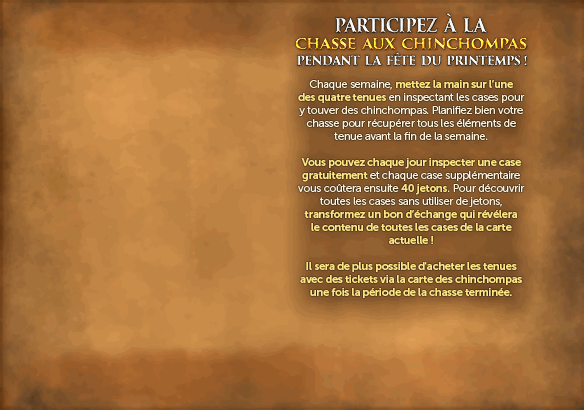 PARTICIPEZ À LA
CHASSE AUX CHINCHOMPAS
PENDANT LA FÊTE DU PRINTEMPS !
Chaque semaine, mettez la main sur l'une
des quatre tenues en inspectant les cases pour
y touver des chinchompas. Planifiez bien votre
chasse pour récupérer tous les éléments de
tenue avant la fin de la semaine.
Vous pouvez chaque jour inspecter une case
gratuitement et chaque case supplémentaire
vous coûtera ensuite 40 jetons. Pour découvrir
toutes les cases sans utiliser de jetons,
transformez un bon d'échange qui révélera
le contenu de toutes les cases de la carte
actuelle !
Il sera de plus possible d'acheter les tenues
avec des tickets via la carte des chinchompas
une fois la période de la chasse terminée.